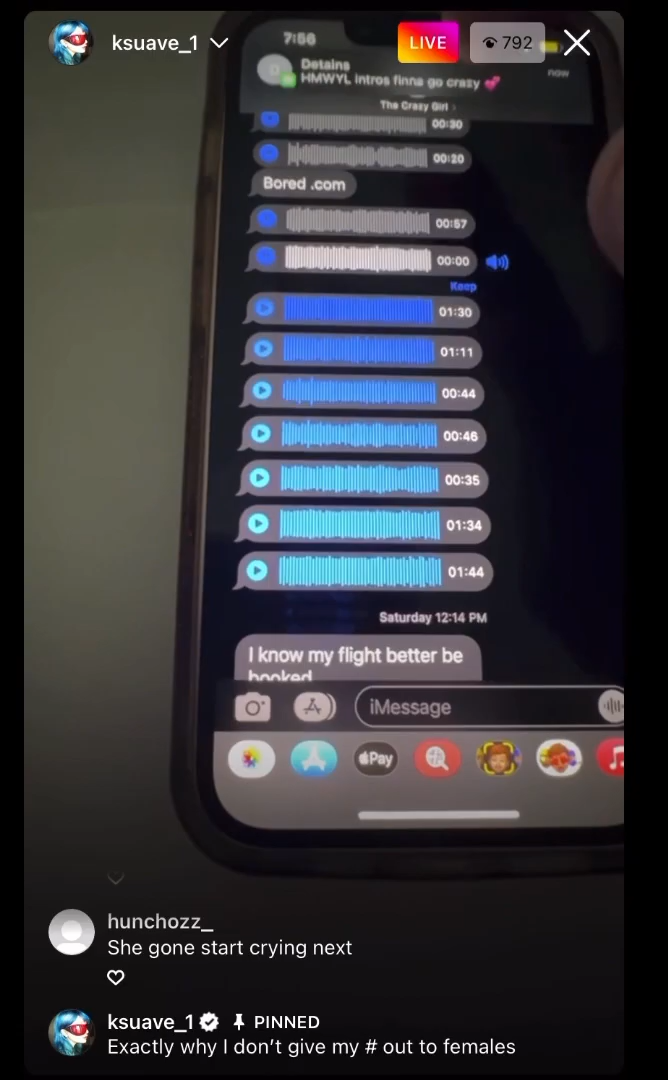 ksuave_1
LIVE
792
7:56
Detains
HMWYL intros finna go crazy 💕
now
The Crazy Girl ›
00:30
00:20
Bored .com
00:57
00:00
Keep
01:30
01:11
00:44
00:46
00:35
01:34
01:44
Saturday 12:14 PM
I know my flight better be
booked
iMessage
Pay
hunchozz_
She gone start crying next
ksuave_1 PINNED
Exactly why I don’t give my # out to females